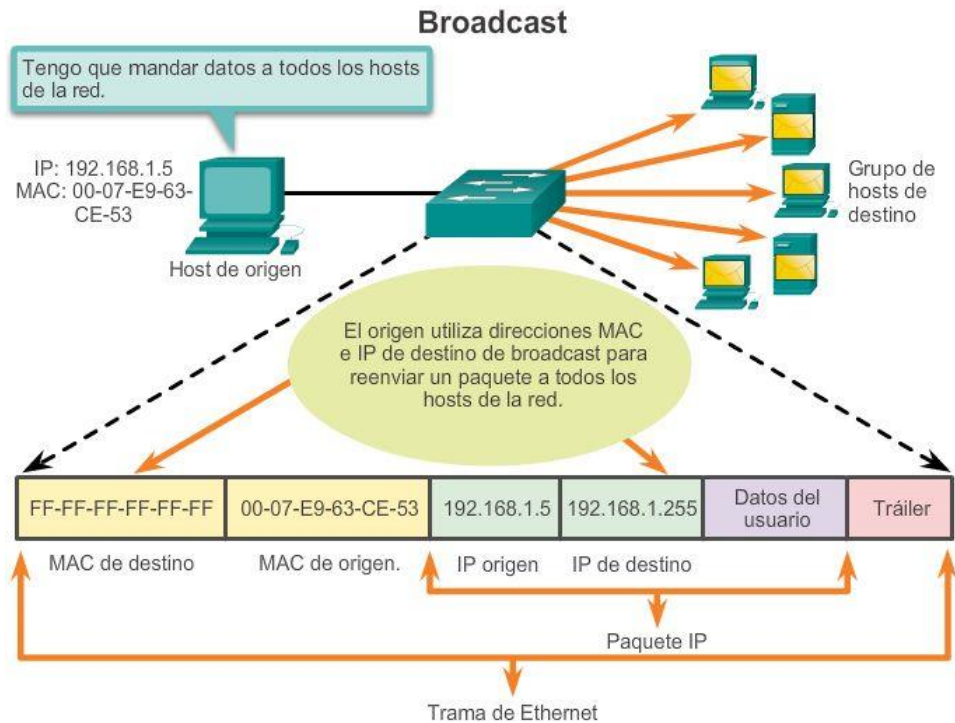 Broadcast
Tengo que mandar datos a todos los hosts
de la red.
IP: 192.168.1.5
MAC: 00-07-E9-63-
CE-53
Host de origen
Grupo de
hosts de
destino
El origen utiliza direcciones MAC
e IP de destino de broadcast para
reenviar un paquete a todos los
hosts de la red.
FF-FF-FF-FF-FF-FF
00-07-E9-63-CE-53
192.168.1.5
192.168.1.255
Datos del
usuario
Tráiler
MAC de destino
MAC de origen.
IP origen
IP de destino
Paquete IP
Trama de Ethernet